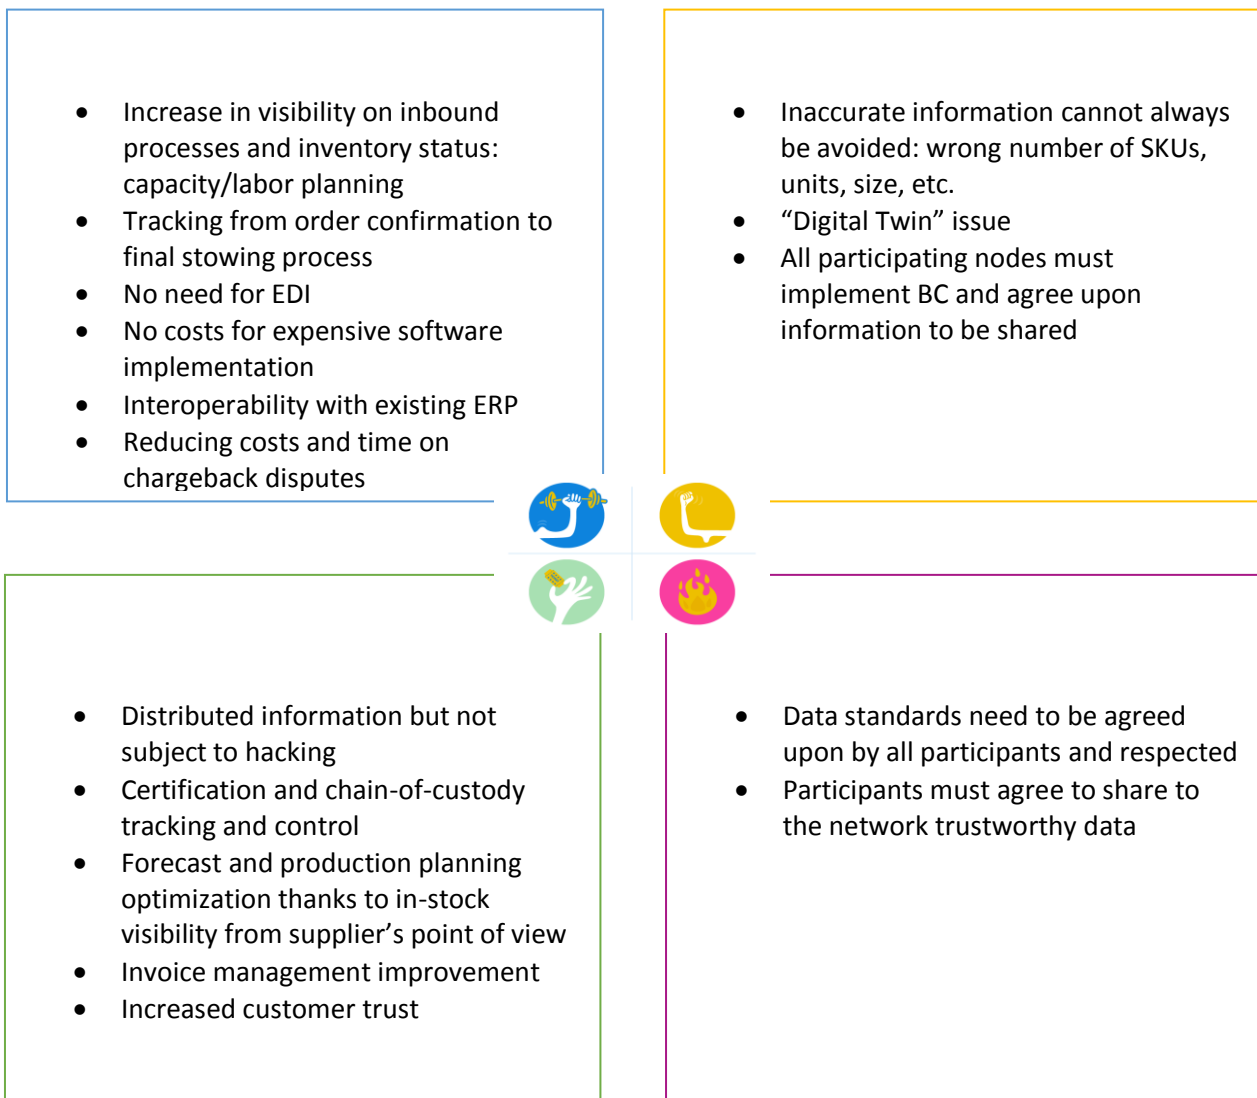 • Increase in visibility on inbound
processes and inventory status:
capacity/labor planning
• Tracking from order confirmation to
final stowing process
• No need for EDI
• No costs for expensive software
implementation
• Interoperability with existing ERP
• Reducing costs and time on
chargeback disputes
• Inaccurate information cannot always
be avoided: wrong number of SKUs,
units, size, etc.
• “Digital Twin” issue
• All participating nodes must
implement BC and agree upon
information to be shared
• Distributed information but not
subject to hacking
• Certification and chain-of-custody
tracking and control
• Forecast and production planning
optimization thanks to in-stock
visibility from supplier’s point of view
• Invoice management improvement
• Increased customer trust
• Data standards need to be agreed
upon by all participants and respected
• Participants must agree to share to
the network trustworthy data